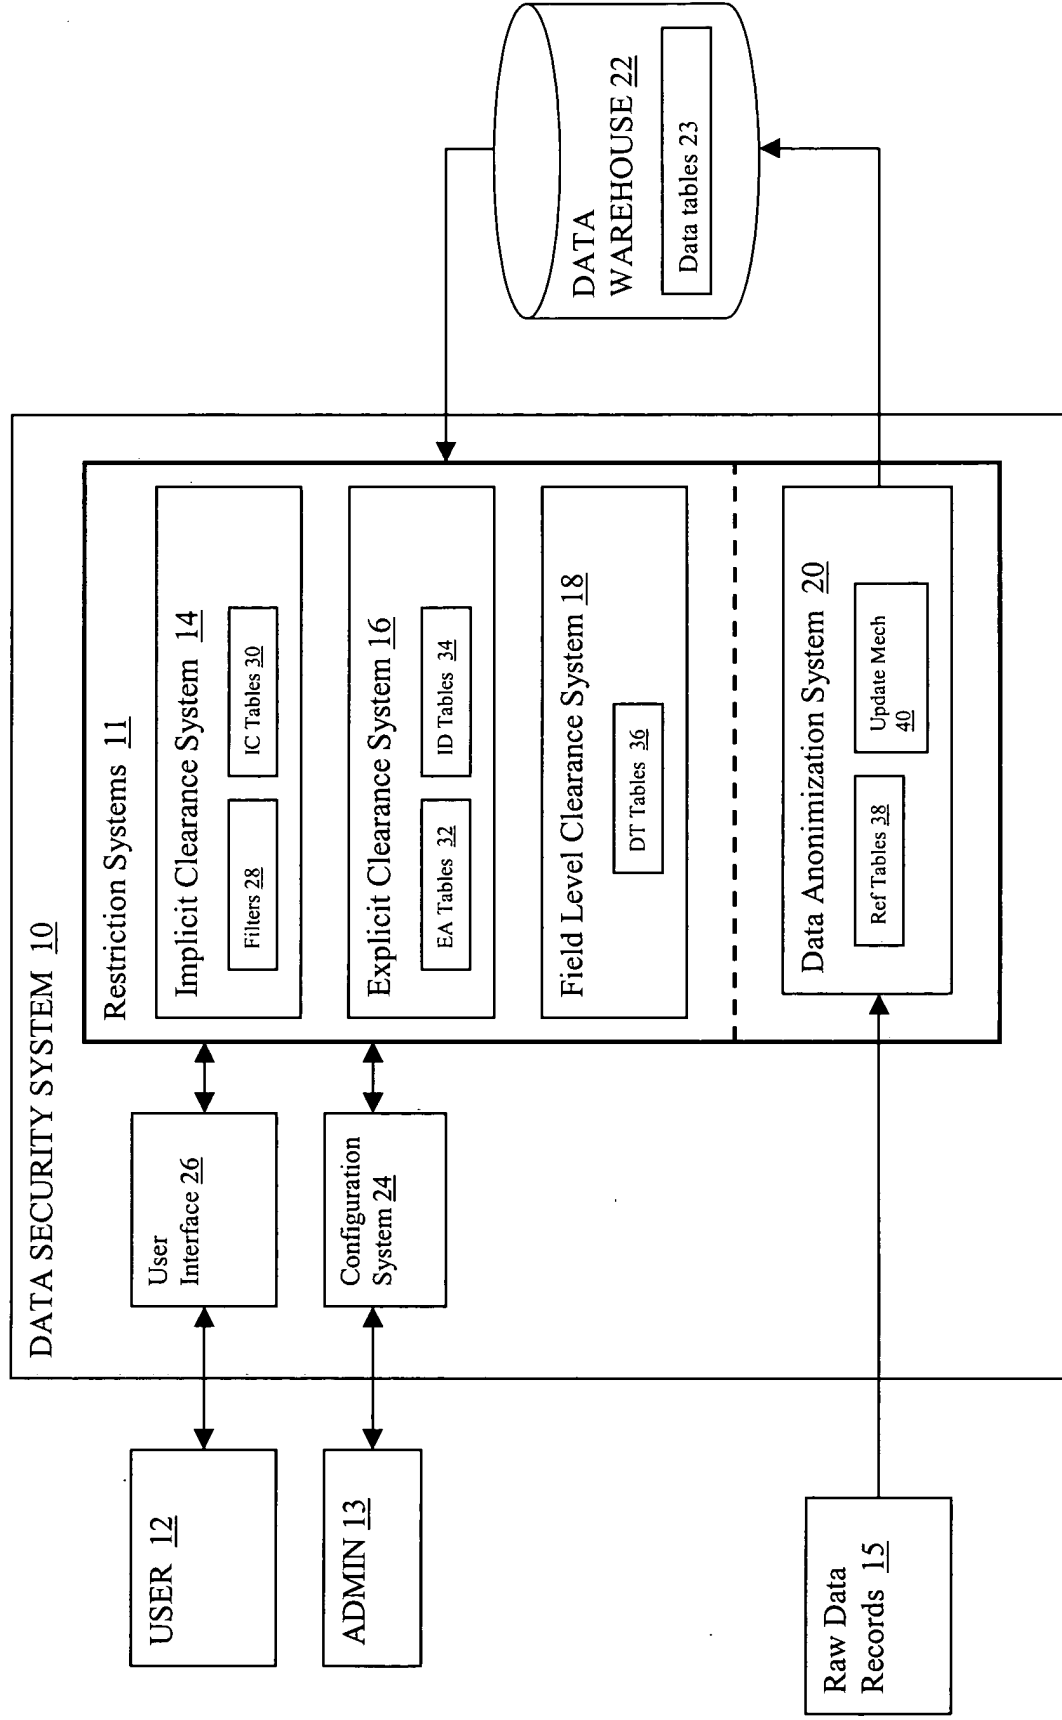 DATA SECURITY SYSTEM 10
Restriction Systems 11
Implicit Clearance System 14
Filters 28
IC Tables 30
Explicit Clearance System 16
EA Tables 32
ID Tables 34
Field Level Clearance System 18
DT Tables 36
Data Anonimization System 20
Ref Tables 38
Update Mech
40
User
Interface 26
Configuration
System 24
USER 12
ADMIN 13
Raw Data
Records 15
DATA
WAREHOUSE 22
Data tables 23